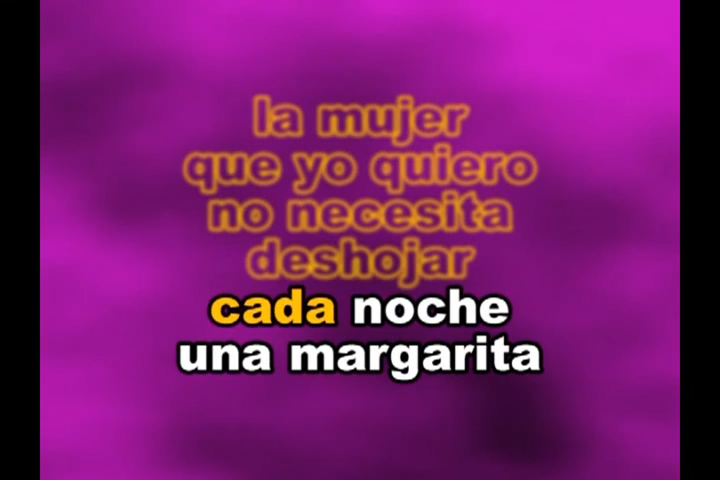 la mujer
que yo quiero
no necesita
deshojar
cada noche
una margarita